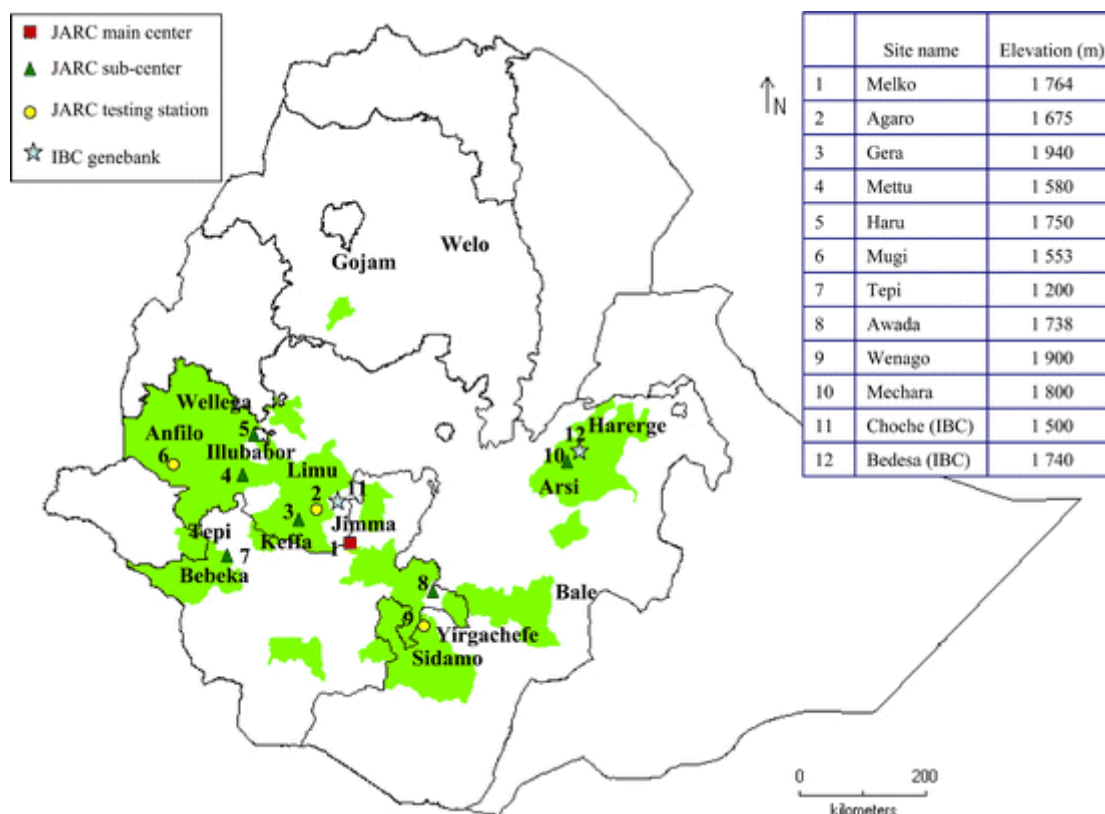 JARC main center
JARC sub-center
JARC testing station
IBC genebank
N
Site name Elevation (m)
1 Melko 1 764
2 Agaro 1 675
3 Gera 1 940
4 Mettu 1 580
5 Haru 1 750
6 Mugi 1 553
7 Tepi 1 200
8 Awada 1 738
9 Wenago 1 900
10 Mechara 1 800
11 Choche (IBC) 1 500
12 Bedesa (IBC) 1 740
Welo
Gojam
Wellega
Harerge
5
12
Anfilo
Illubabor
6
4
Limu
10
Arsi
2
11
3
Jimma
Tepi
Keffa
1
7
Bebeka
8
Bale
9
Yirgachefe
Sidamo
0 200
kilometers